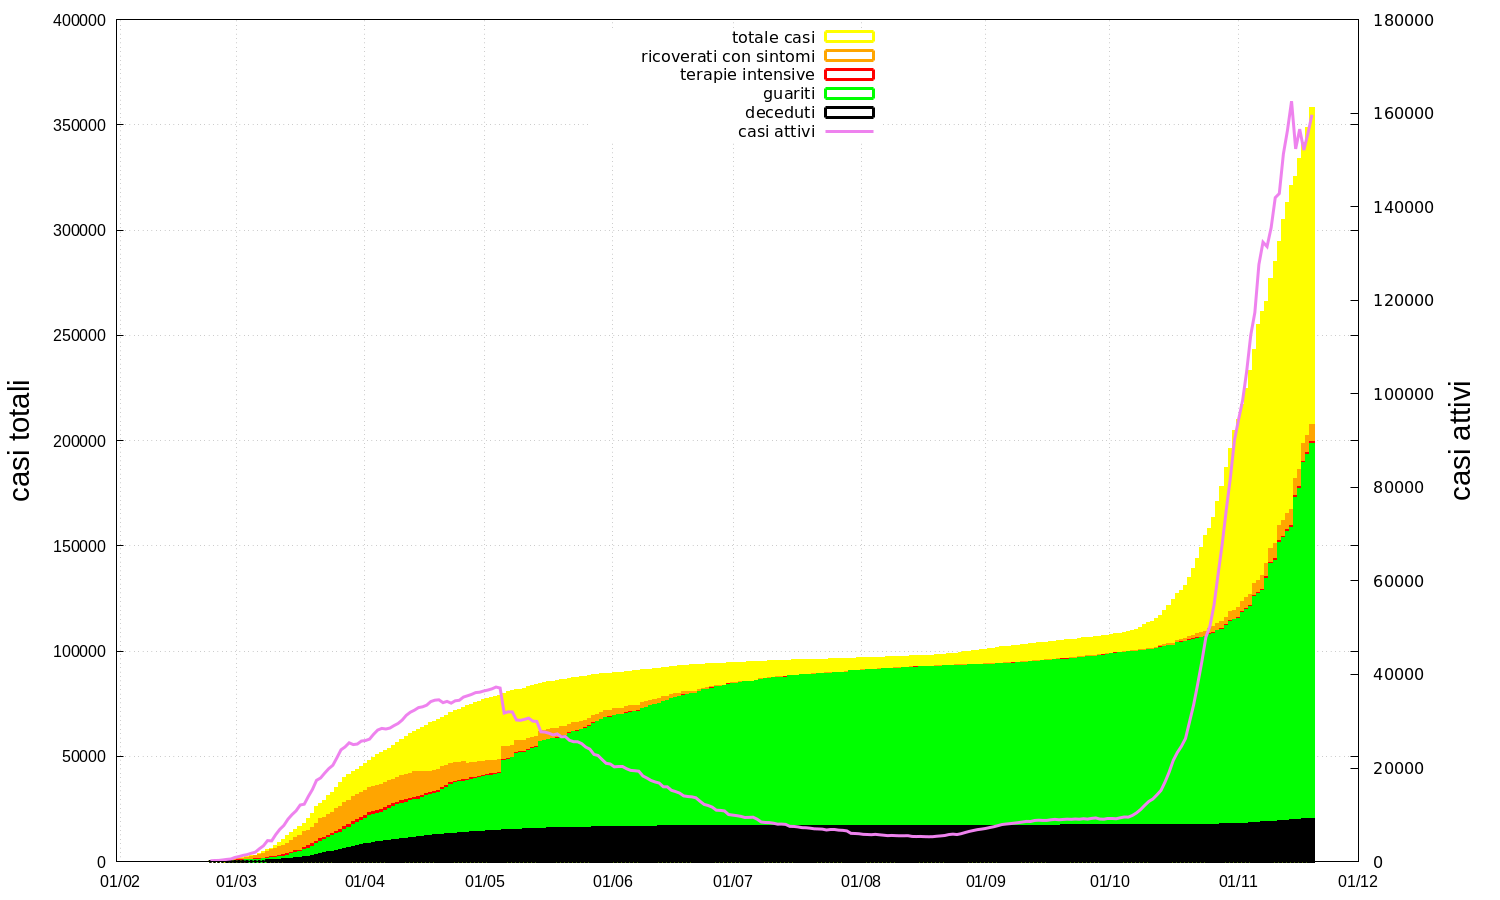 totale casi
ricoverati con sintomi
terapie intensive
guariti
deceduti
casi attivi
casi totali
400000
350000
300000
250000
200000
150000
100000
50000
0
180000
160000
140000
120000
100000
80000
60000
40000
20000
0
casi attivi
01/02 01/03 01/04 01/05 01/06 01/07 01/08 01/09 01/10 01/11 01/12